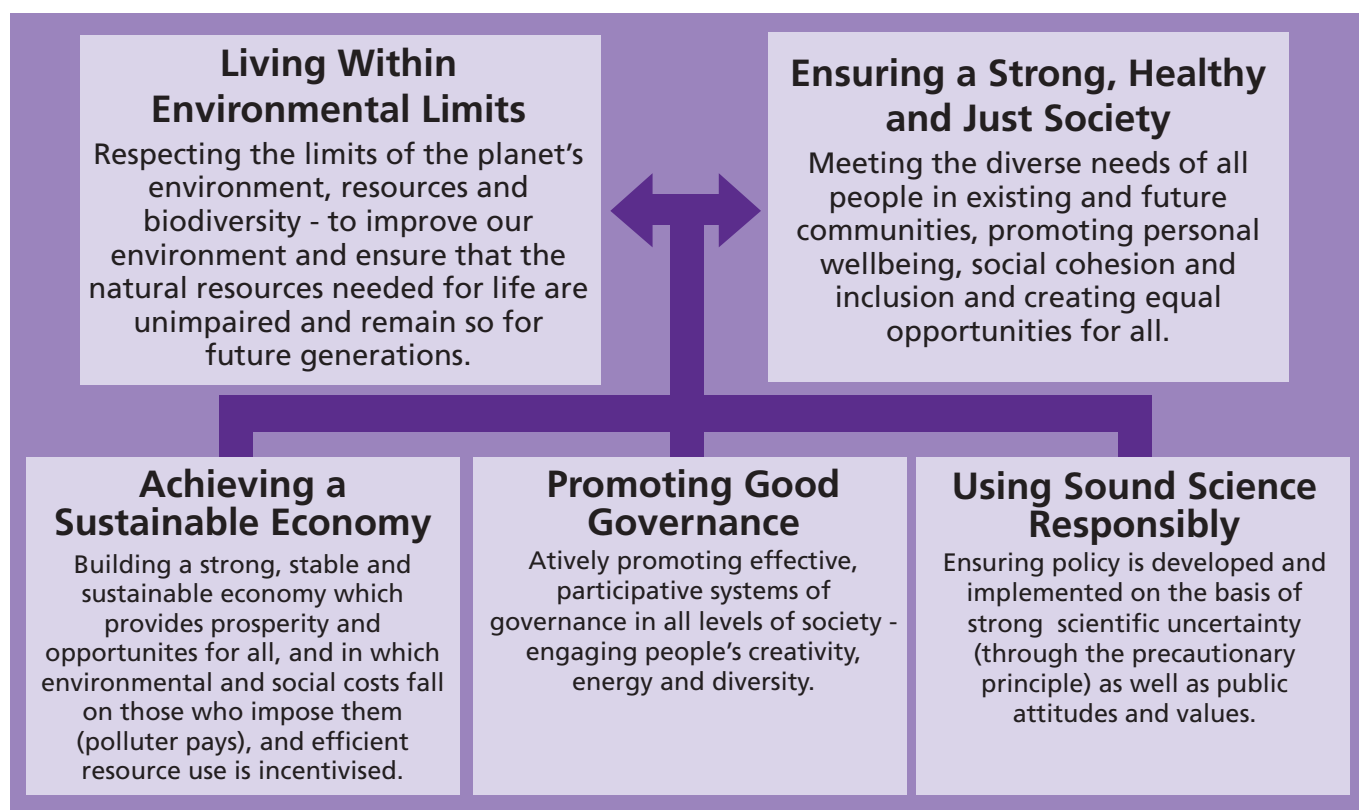 Living Within
Environmental Limits
Respecting the limits of the planet's
environment, resources and
biodiversity - to improve our
environment and ensure that the
natural resources needed for life are
unimpaired and remain so for
future generations.
Ensuring a Strong, Healthy
and Just Society
Meeting the diverse needs of all
people in existing and future
communities, promoting personal
wellbeing, social cohesion and
inclusion and creating equal
opportunities for all.
Achieving a
Sustainable Economy
Building a strong, stable and
sustainable economy which
provides prosperity and
opportunites for all, and in which
environmental and social costs fall
on those who impose them
(polluter pays), and efficient
resource use is incentivised.
Promoting Good
Governance
Atively promoting effective,
participative systems of
governance in all levels of society -
engaging people's creativity,
energy and diversity.
Using Sound Science
Responsibly
Ensuring policy is developed and
implemented on the basis of
strong scientific uncertainty
(through the precautionary
principle) as well as public
attitudes and values.